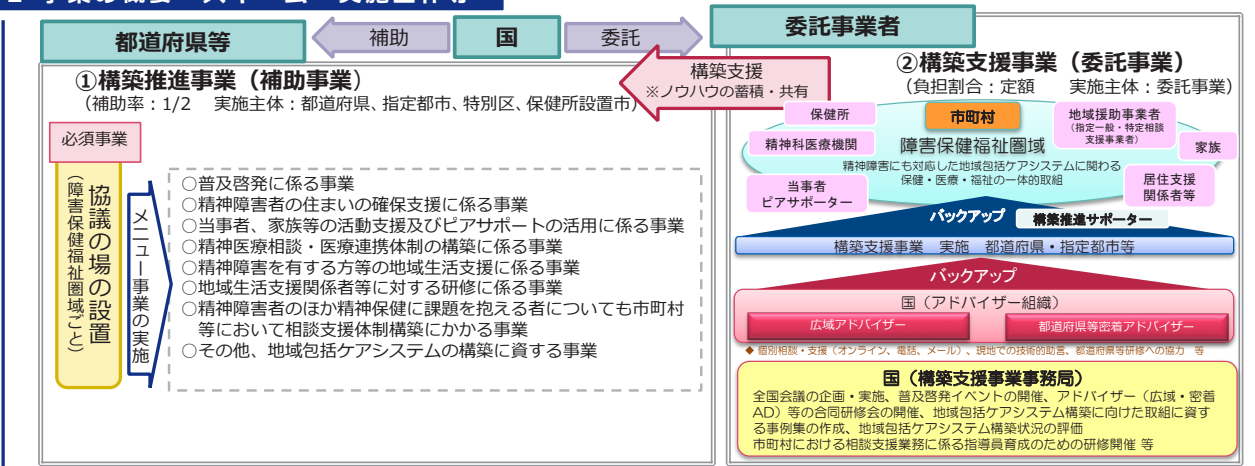 都道府県等
補助
国
委託
委託事業者
①構築推進事業（補助事業）
（補助率：1/2　実施主体：都道府県、指定都市、特別区、保健所設置市）
必須事業
協議の場の設置
（障害保健福祉圏域ごと）
メニュー事業の実施
○普及啓発に係る事業
○精神障害者の住まいの確保支援に係る事業
○当事者、家族等の活動支援及びピアサポートの活用に係る事業
○精神医療相談・医療連携体制の構築に係る事業
○精神障害を有する方等の地域生活支援に係る事業
○地域生活支援関係者等に対する研修に係る事業
○精神障害者のほか精神保健に課題を抱える者についても市町村
等において相談支援体制構築にかかる事業
○その他、地域包括ケアシステムの構築に資する事業
構築支援
※ノウハウの蓄積・共有
②構築支援事業（委託事業）
（負担割合：定額　実施主体：委託事業）
保健所
市町村
地域援助事業者
（指定一般・特定相談
支援事業者）
精神科医療機関
障害保健福祉圏域
家族
精神障害にも対応した地域包括ケアシステムに関わる
保健・医療・福祉の一体的取組
当事者
ピアサポーター
居住支援
関係者等
バックアップ
構築推進サポーター
構築支援事業　実施　都道府県・指定都市等
バックアップ
国（アドバイザー組織）
広域アドバイザー
都道府県等密着アドバイザー
◆ 個別相談・支援（オンライン、電話、メール）、現地での技術的助言、都道府県等研修への協力　等
国（構築支援事業事務局）
全国会議の企画・実施、普及啓発イベントの開催、アドバイザー（広域・密着
AD）等の合同研修会の開催、地域包括ケアシステム構築に向けた取組に資す
る事例集の作成、地域包括ケアシステム構築状況の評価
市町村における相談支援業務に係る指導員育成のための研修開催 等